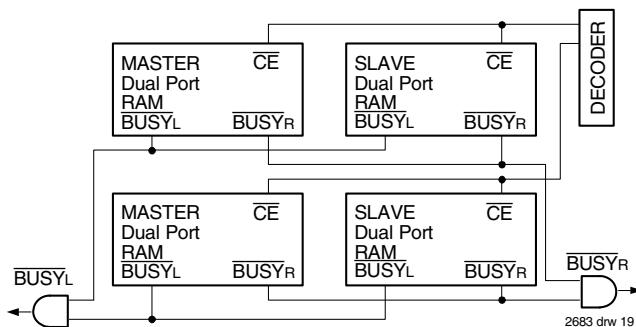 MASTER
Dual Port
RAM
CE
BUSYL
BUSYR
SLAVE
Dual Port
RAM
CE
BUSYL
BUSYR
DECODER
MASTER
Dual Port
RAM
CE
BUSYL
BUSYR
SLAVE
Dual Port
RAM
CE
BUSYL
BUSYR
BUSYL
BUSYR
2683 drw 19